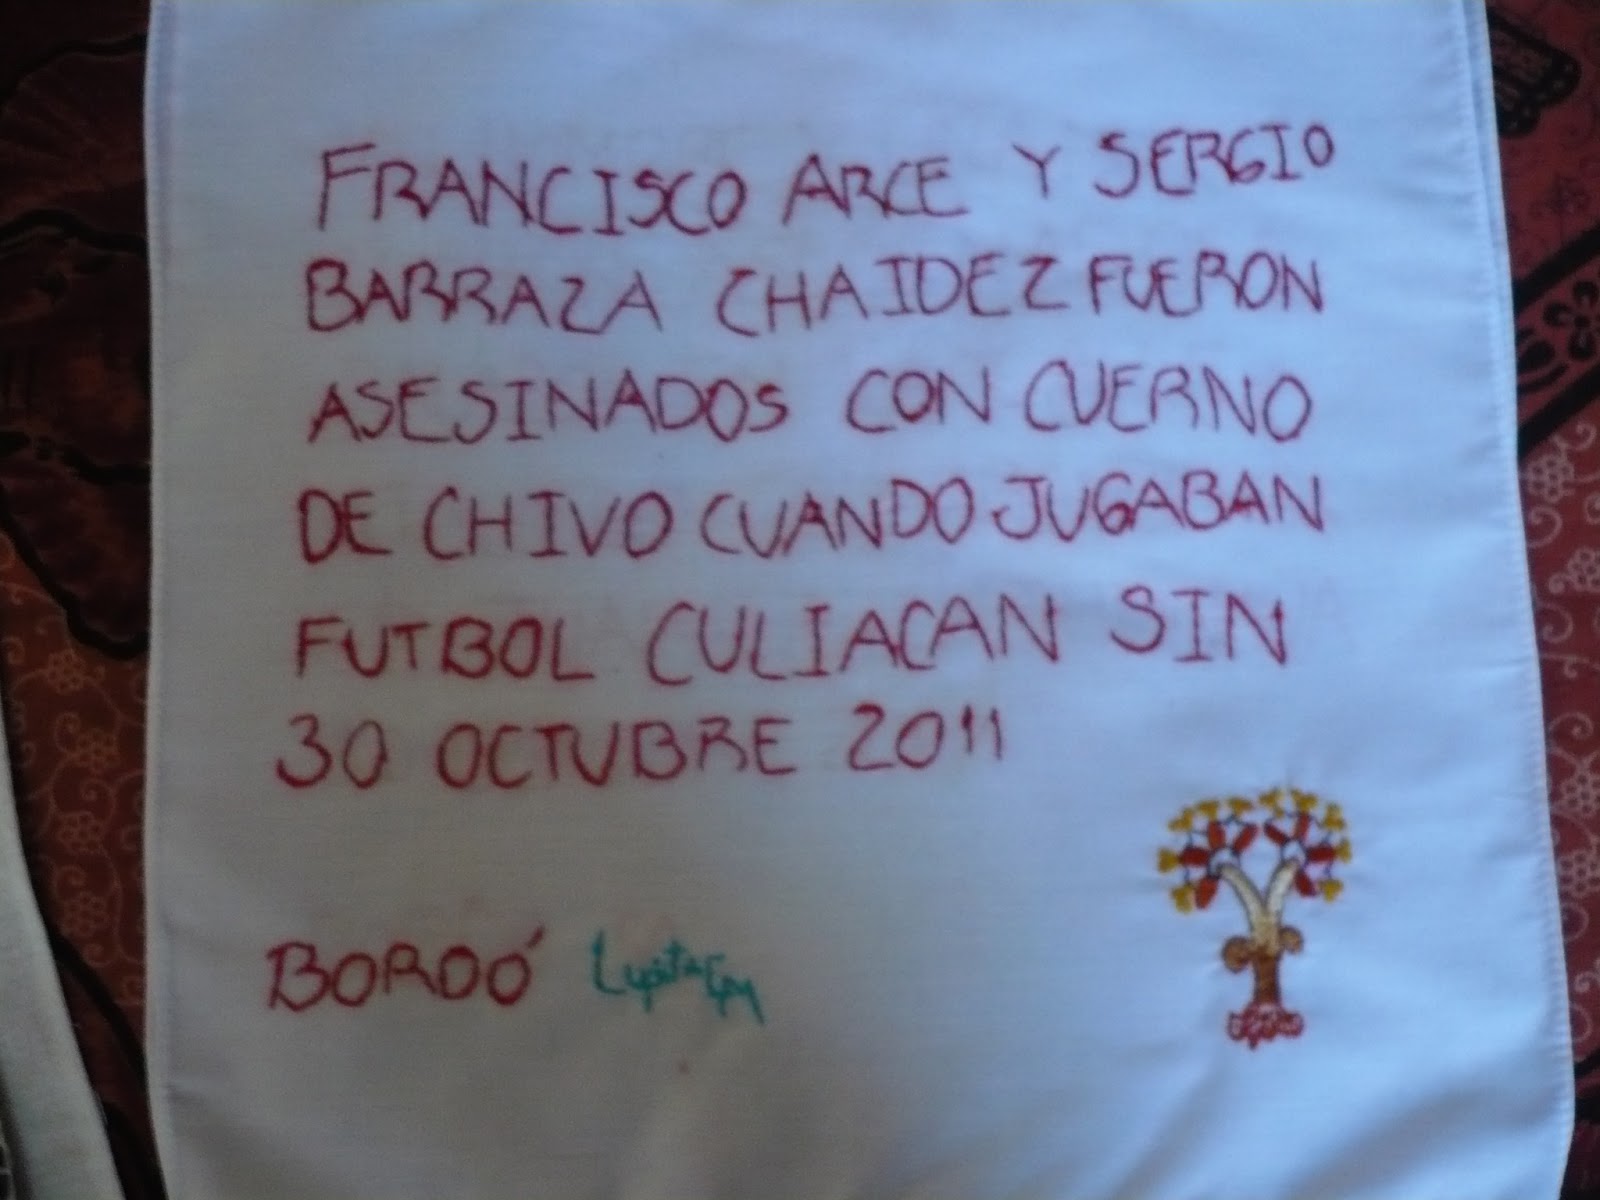 FRANCISCO ARCE Y SERGIO
BARRAZA CHAIDEZ FUERON
ASESINADOS CON CUERNO
DE CHIVO CUANDO JUGABAN
FUTBOL CULIACAN SIN
30 OCTUBRE 2011
BORDÓ Lupita